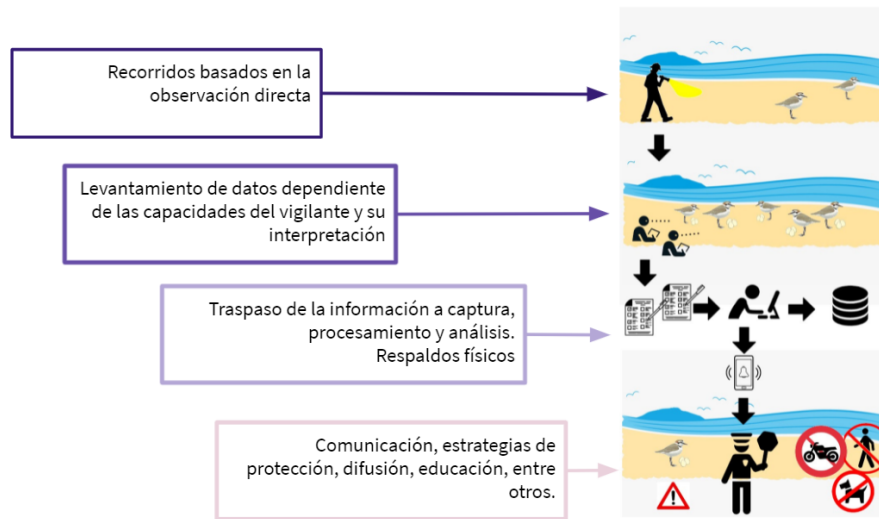 Recorridos basados en la
observación directa
Levantamiento de datos dependiente
de las capacidades del vigilante y su
interpretación
Traspaso de la información a captura,
procesamiento y análisis.
Respaldos físicos
Comunicación, estrategias de
protección, difusión, educación, entre
otros.